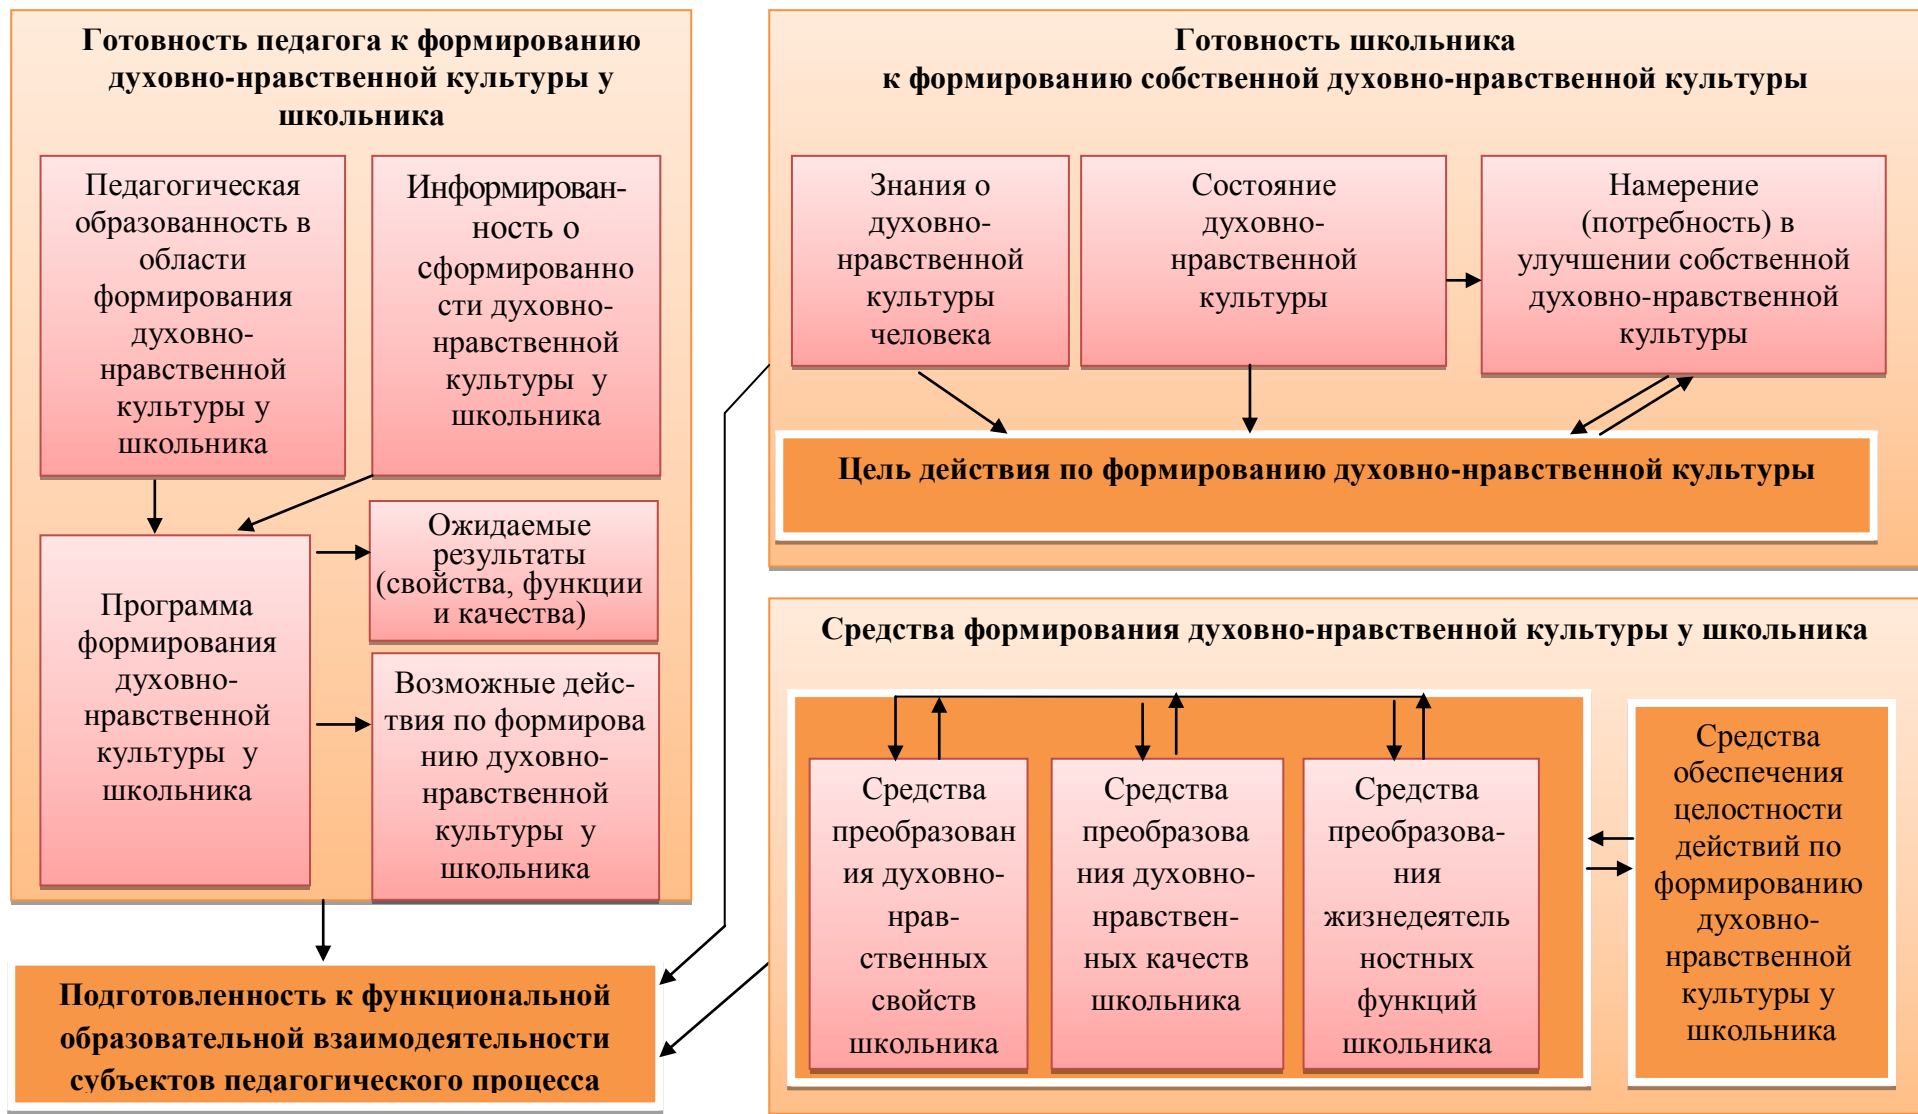 Готовность педагога к формированию
духовно-нравственной культуры у
школьника
Педагогическая
образованность в
области
формирования
духовно-
нравственной
культуры у
школьника
Информирован-
ность о
сформированно
сти духовно-
нравственной
культуры у
школьника
Программа
формирования
духовно-
нравственной
культуры у
школьника
Ожидаемые
результаты
(свойства, функции
и качества)
Возможные дейс-
твия по формирова
нию духовно-
нравственной
культуры у
школьника
Подготовленность к функциональной
образовательной взаимодеятельности
субъектов педагогического процесса
Готовность школьника
к формированию собственной духовно-нравственной культуры
Знания о
духовно-
нравственной
культуры
человека
Состояние
духовно-
нравственной
культуры
Намерение
(потребность) в
улучшении собственной
духовно-нравственной
культуры
Цель действия по формированию духовно-нравственной культуры
Средства формирования духовно-нравственной культуры у школьника
Средства
преобразован
ия духовно-
нрав-
ственных
свойств
школьника
Средства
преобразова
ния духовно-
нравствен-
ных качеств
школьника
Средства
преобразова-
ния
жизнедеятель
ностных
функций
школьника
Средства
обеспечения
целостности
действий по
формированию
духовно-
нравственной
культуры у
школьника